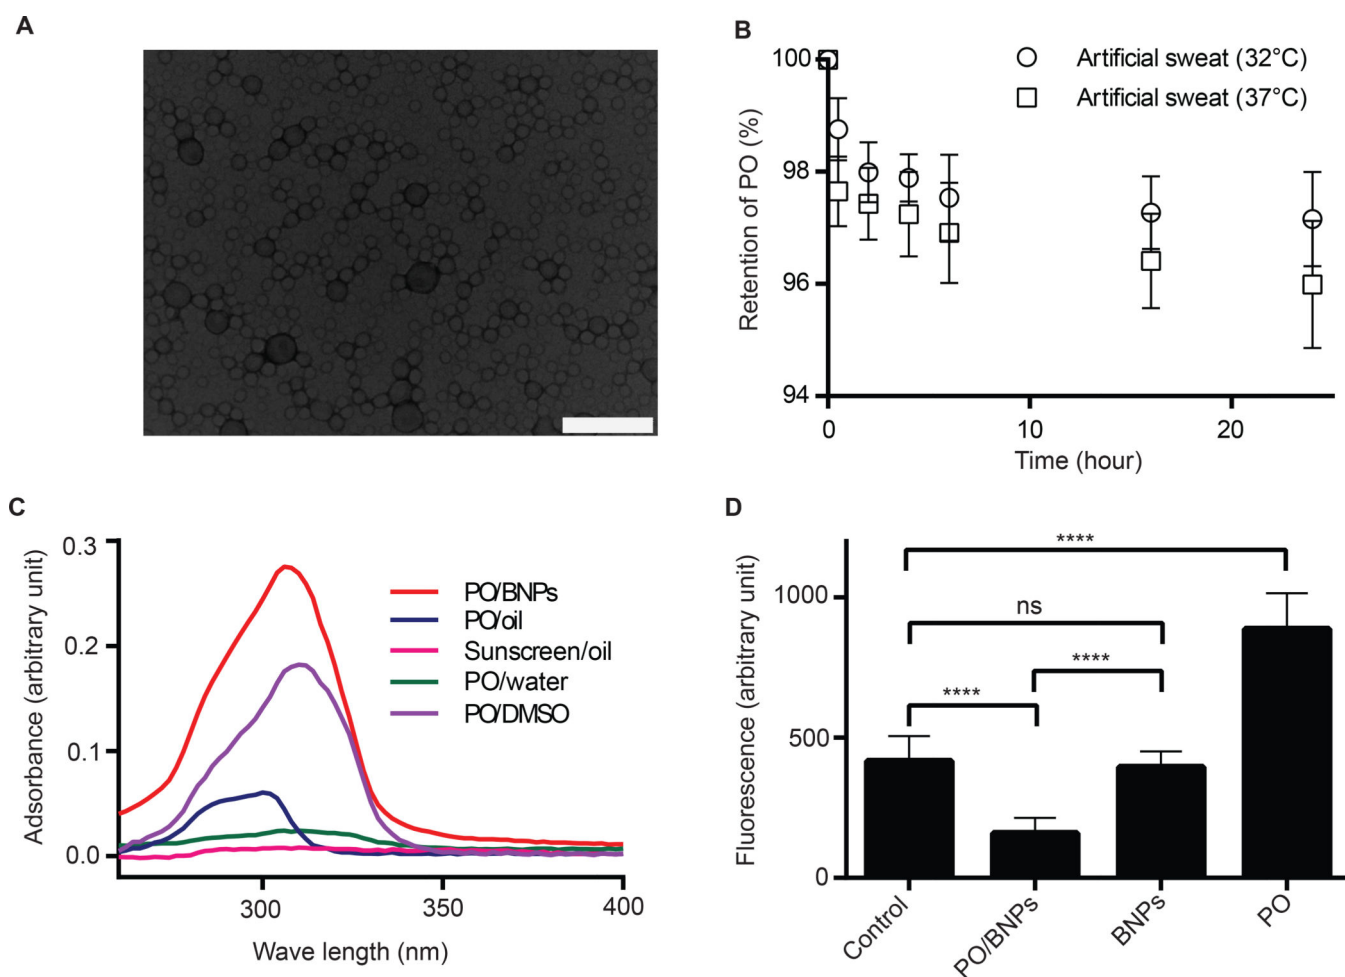 A
B
100
98
96
94
Retention of PO (%)
Artificial sweat (32°C)
Artificial sweat (37°C)
0
10
20
Time (hour)
C
0.3
0.2
0.1
0.0
Adsorbance (arbitrary unit)
PO/BNPs
PO/oil
Sunscreen/oil
PO/water
PO/DMSO
300
350
400
Wave length (nm)
D
1000
500
0
Fluorescence (arbitrary unit)
****
ns
****
****
Control
PO/BNPs
BNPs
PO